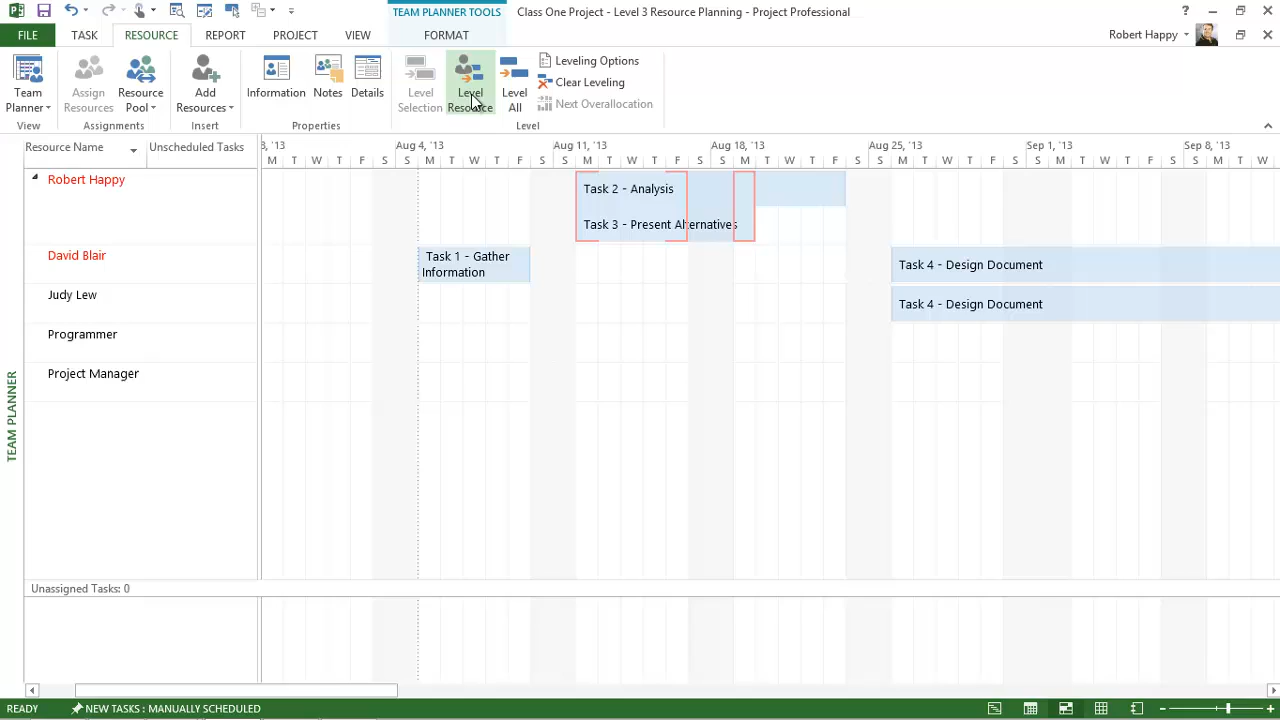 TEAM PLANNER TOOLS
Class One Project - Level 3 Resource Planning - Project Professional
FILE TASK RESOURCE REPORT PROJECT VIEW FORMAT
Robert Happy
Team Planner
Assign Resources
Resource Pool
Add Resources
Information
Notes
Details
Level Selection
Level Resource
Level All
Leveling Options
Clear Leveling
Next Overallocation
View
Assignments
Insert
Properties
Level
Resource Name
Unscheduled Tasks
3, '13 Aug 4, '13 Aug 11, '13 Aug 18, '13 Aug 25, '13 Sep 1, '13 Sep 8, '13
M T W T F S S M T W T F S S M T W T F S S M T W T F S S M T W T F S S M T W T F S S M T W
Robert Happy
Task 2 - Analysis
Task 3 - Present Alternatives
David Blair
Task 1 - Gather
Information
Task 4 - Design Document
Judy Lew
Task 4 - Design Document
Programmer
Project Manager
TEAM PLANNER
Unassigned Tasks: 0
READY
NEW TASKS : MANUALLY SCHEDULED